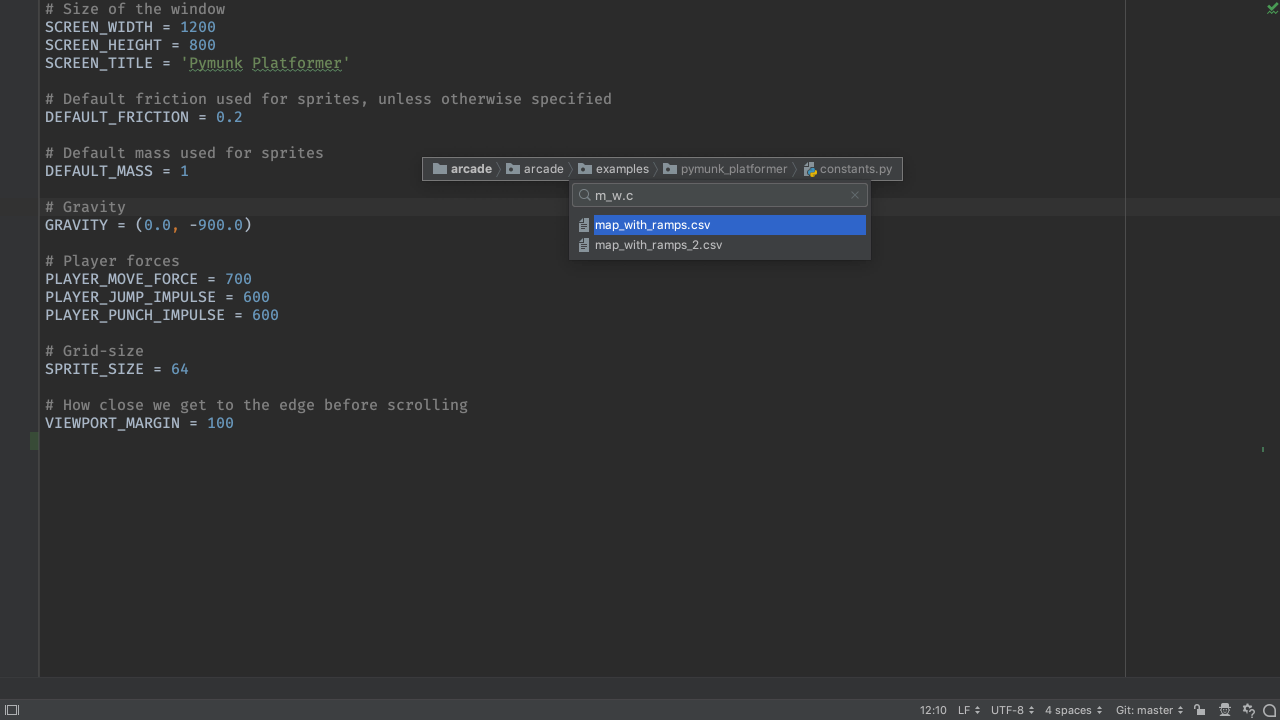 # Size of the window
SCREEN_WIDTH = 1200
SCREEN_HEIGHT = 800
SCREEN_TITLE = 'Pymunk Platformer'
# Default friction used for sprites, unless otherwise specified
DEFAULT_FRICTION = 0.2
# Default mass used for sprites
DEFAULT_MASS = 1
arcade arcade examples pymunk_platformer constants.py
m_w.c
map_with_ramps.csv
map_with_ramps_2.csv
# Gravity
GRAVITY = (0.0, -900.0)
# Player forces
PLAYER_MOVE_FORCE = 700
PLAYER_JUMP_IMPULSE = 600
PLAYER_PUNCH_IMPULSE = 600
# Grid-size
SPRITE_SIZE = 64
# How close we get to the edge before scrolling
VIEWPORT_MARGIN = 100
12:10 LF UTF-8 4 spaces Git: master